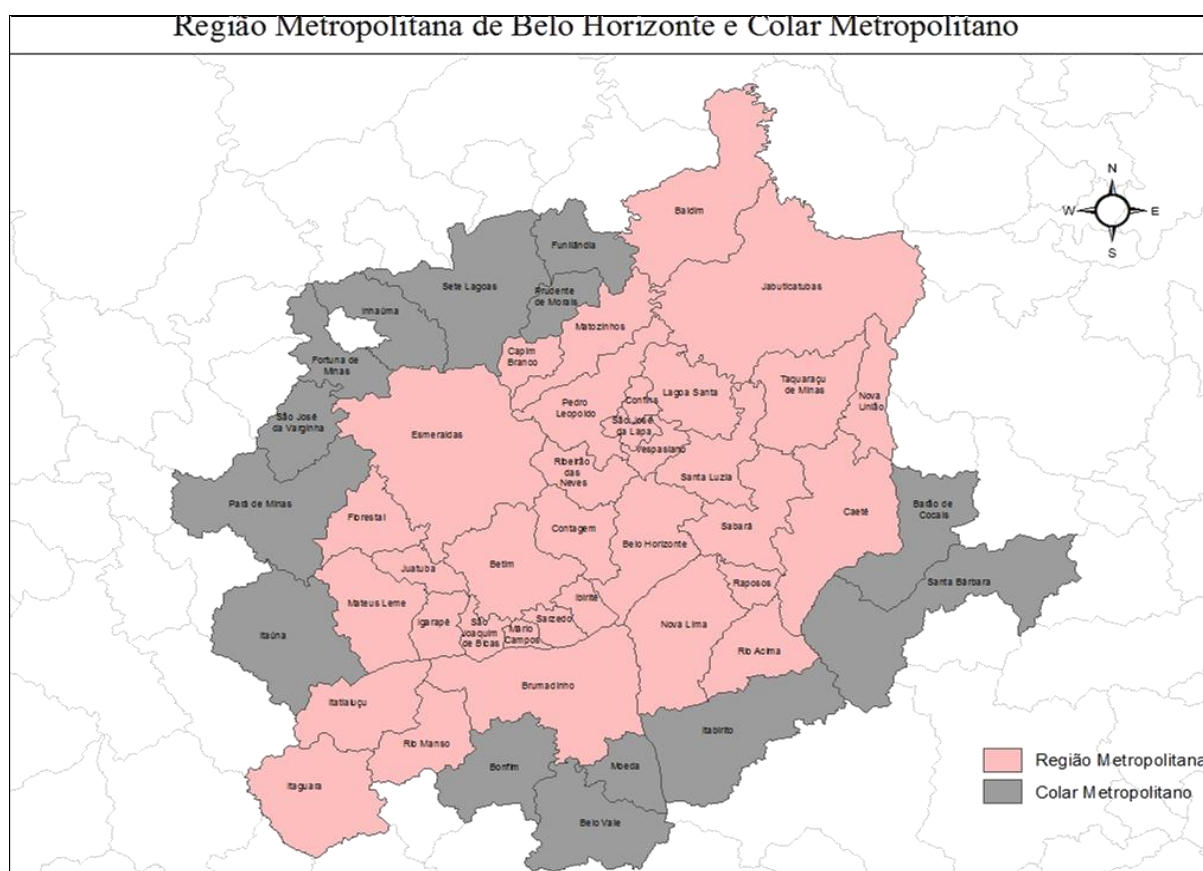 Região Metropolitana de Belo Horizonte e Colar Metropolitano
N
W
E
S
Baldim
Funilândia
Sete Lagoas
Jabuticatubas
Prudente
de Morais
Inhaúma
Matozinhos
Capim
Branco
Fortuna de
Minas
Taquaraçu
de Minas
Lagoa Santa
Nova
União
Confins
Pedro
Leopoldo
São José
da Varginha
São José
da Lapa
Esmeraldas
Vespasiano
Ribeirão
das
Neves
Santa Luzia
Pará de Minas
Barão de
Cocais
Caeté
Florestal
Contagem
Sabará
Belo Horizonte
Betim
Juatuba
Raposos
Santa Bárbara
Ibirité
Mateus Leme
Igarapé
São
Joaquim
de Bicas
Mário
Campos
Sarzedo
Nova Lima
Itaúna
Rio Acima
Brumadinho
Itatiaiuçu
Itabirito
Rio Manso
Região Metropolitana
Bonfim
Moeda
Itaguara
Colar Metropolitano
Belo Vale